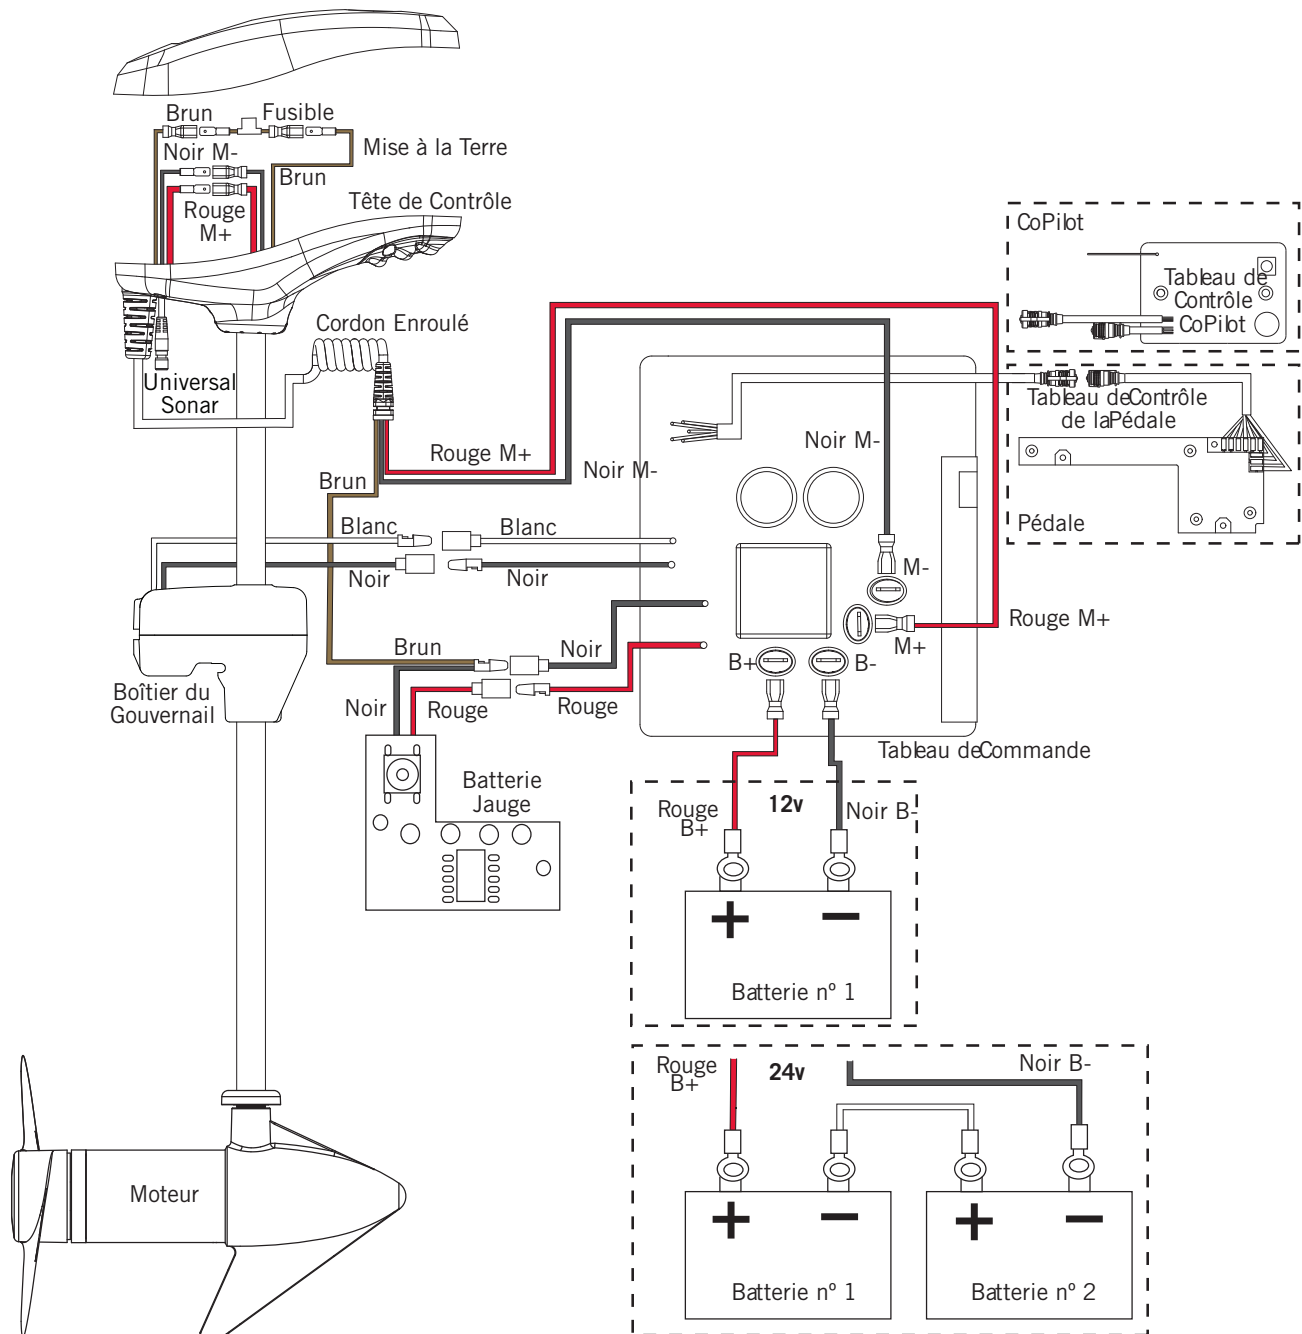 Brun
Fusible
Noir M-
Mise à la Terre
Brun
Rouge
M+
Tête de Contrôle
CoPilot
Tableau de
Contrôle
CoPilot
Cordon Enroulé
Universal
Sonar
Tableau deContrôle
de laPédale
Noir M-
Rouge M+
Noir M-
Brun
Pédale
Blanc
Blanc
Noir
Noir
M-
Rouge M+
M+
Brun
Noir
B+
B-
Boîtier du
Gouvernail
Noir
Rouge
Rouge
Tableau deCommande
Batterie
Jauge
Rouge
B+
12v
Noir B-
+
−
Batterie nº 1
Rouge
B+
24v
Noir B-
Moteur
+
−
+
−
Batterie nº 1
Batterie nº 2